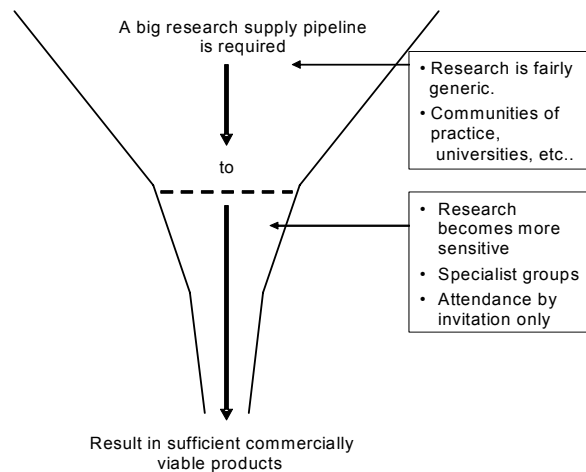 A big research supply pipeline
is required
• Research is fairly
generic.
• Communities of
practice,
universities, etc..
to
• Research
becomes more
sensitive
• Specialist groups
• Attendance by
invitation only
Result in sufficient commercially
viable products